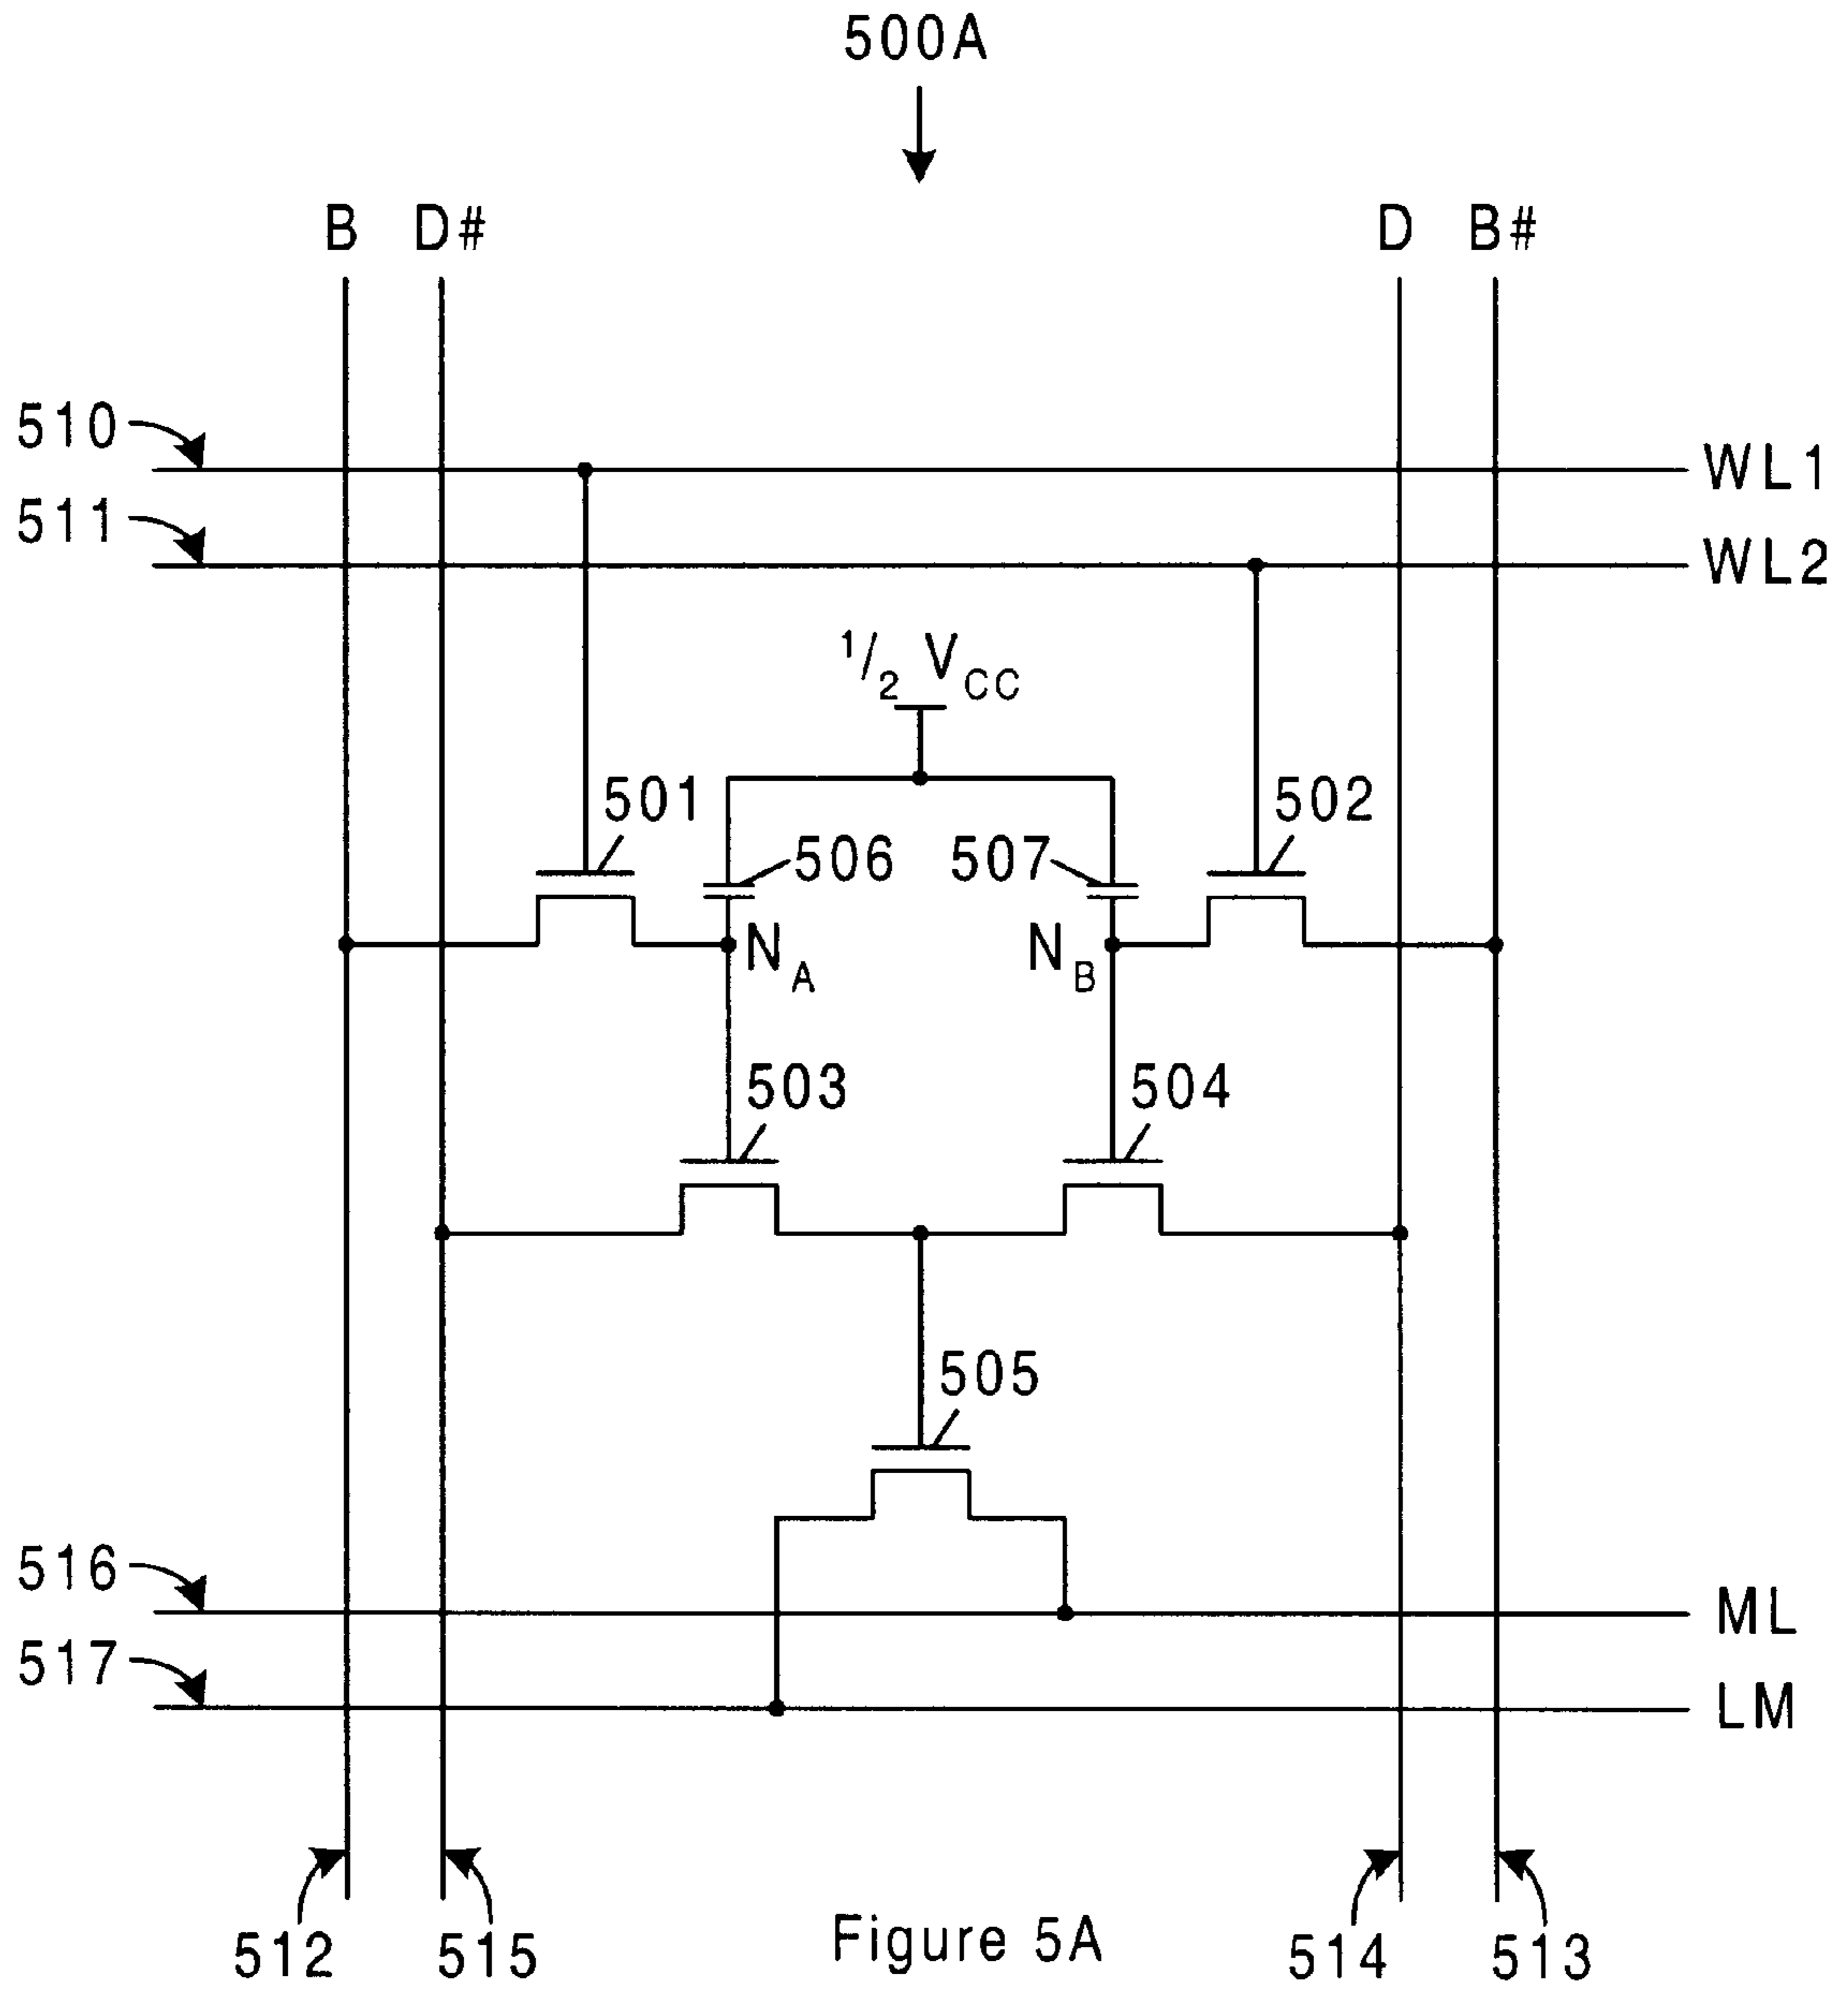 500A
B D# D B#
510 WL1
511 WL2
1/2 VCC
501 502
506 507
NA NB
503 504
505
516 ML
517 LM
512 515 Figure 5A 514 513